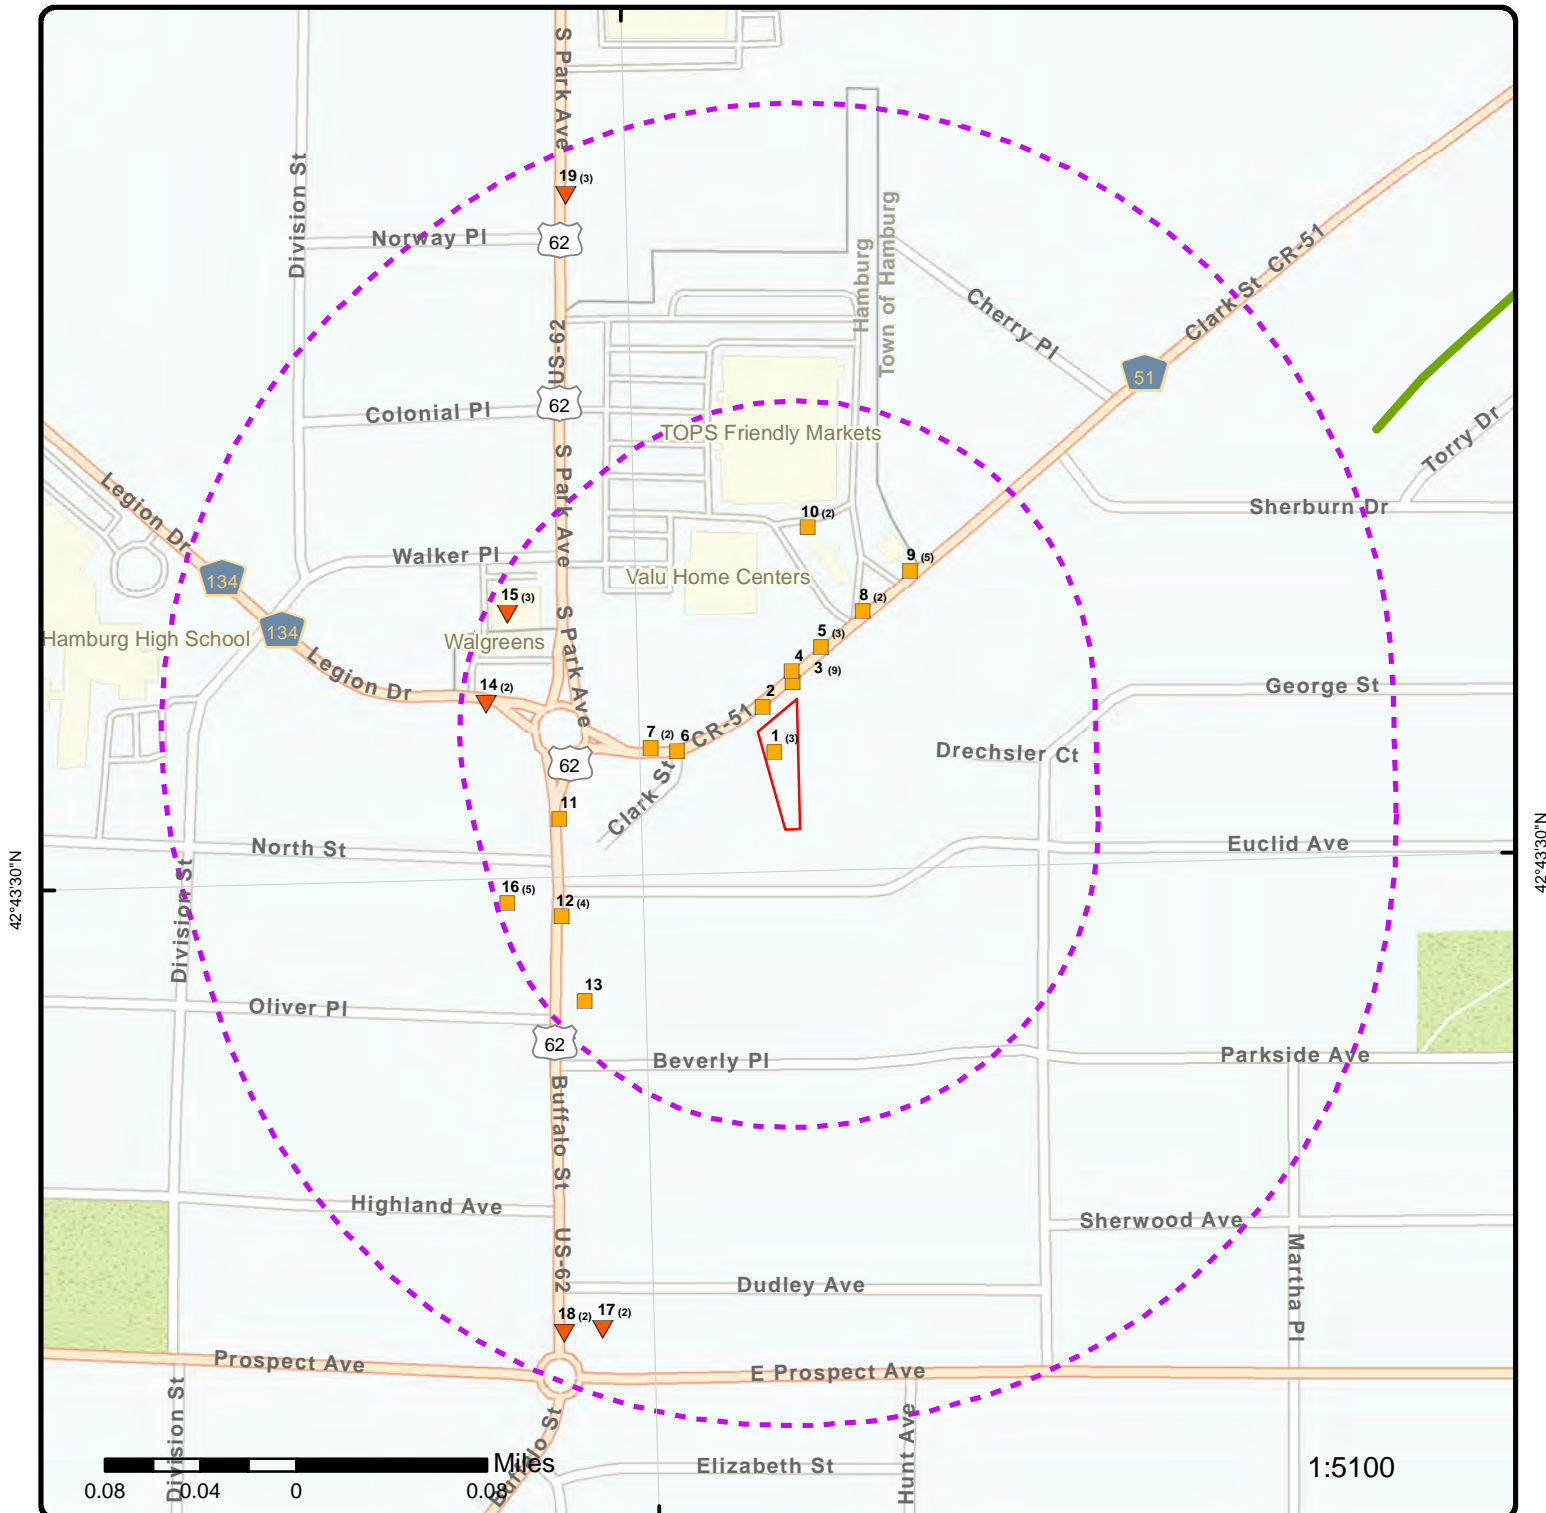 S Park Ave
19 (3)
Division St
Norway Pl
62
Hamburg
Town of Hamburg
Clark St CR-51
Cherry Pl
US-62
51
62
Colonial Pl
TOPS Friendly Markets
Torry Dr
S Park Ave
Legion Dr
Sherburn Dr
10 (2)
Walker Pl
9 (5)
134
Valu Home Centers
15 (3)
8 (2)
S Park Ave
134
Hamburg High School
Walgreens
5 (3)
4
3 (9)
Legion Dr
14 (2)
George St
2
CR-51
7 (2)
6
1 (3)
Drechsler Ct
62
Clark St
11
North St
Euclid Ave
42°43'30"N
42°43'30"N
16 (5)
12 (4)
Division St
13
Oliver Pl
62
Beverly Pl
Parkside Ave
Buffalo St
Highland Ave
Sherwood Ave
US-62
Martha Pl
Dudley Ave
18 (2)
17 (2)
Prospect Ave
E Prospect Ave
Division St
Hunt Ave
Buffalo St
Miles
Elizabeth St
1:5100
0.08
0.04
0
0.08